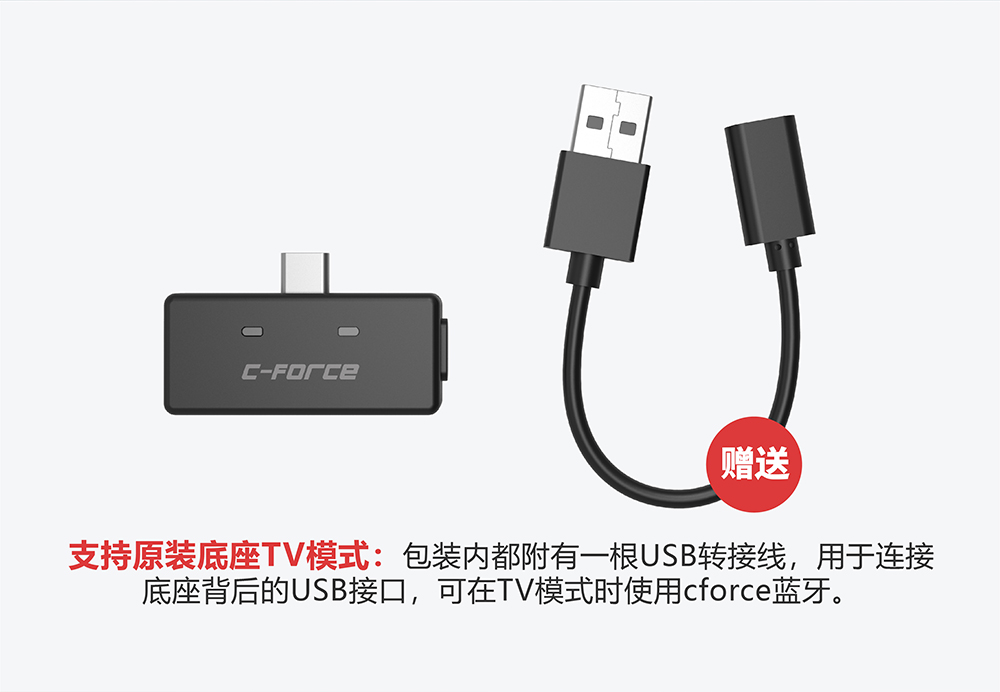 C-FORCE
赠送
支持原装底座TV模式：包装内都附有一根USB转接线，用于连接
底座背后的USB接口，可在TV模式时使用cforce蓝牙。